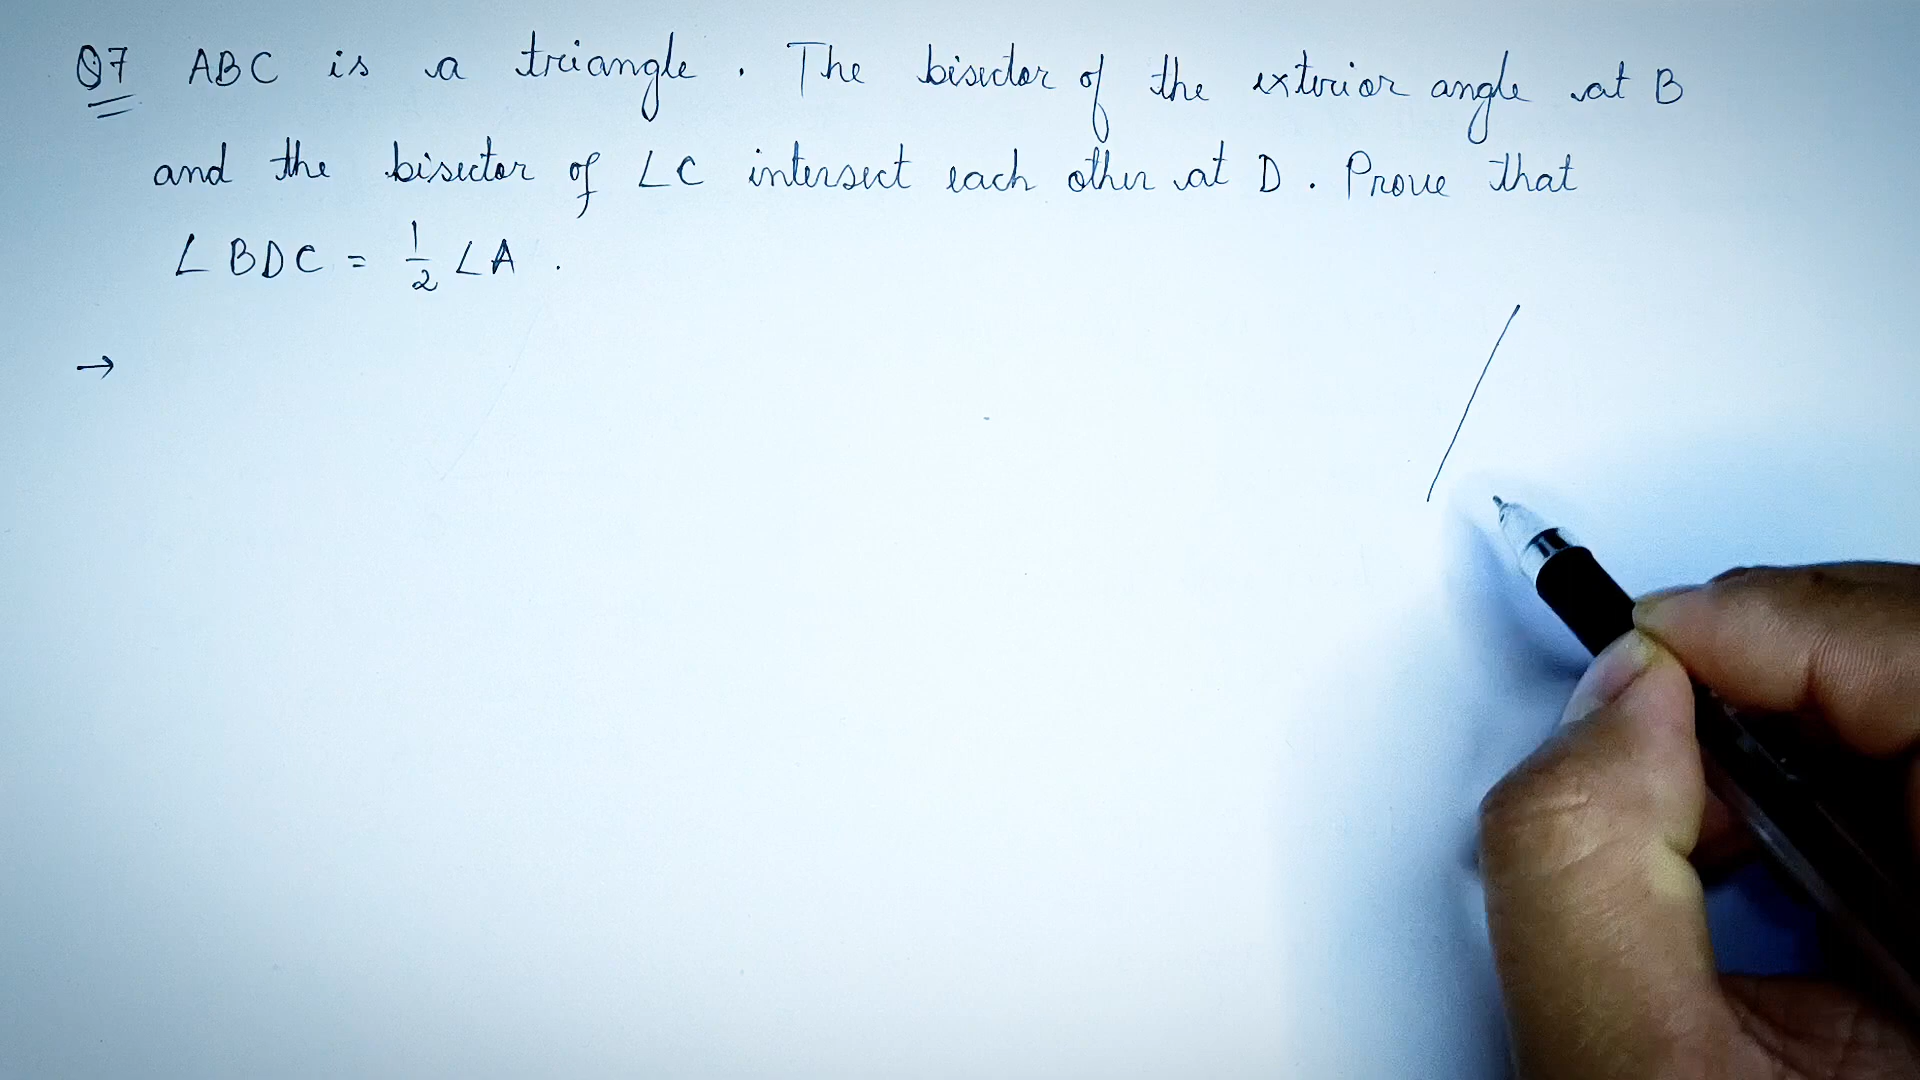 Q7 ABC is a triangle. The bisector of the exterior angle at B
and the bisector of ∠C intersect each other at D. Prove that
∠BDC = 1/2 ∠A.
→